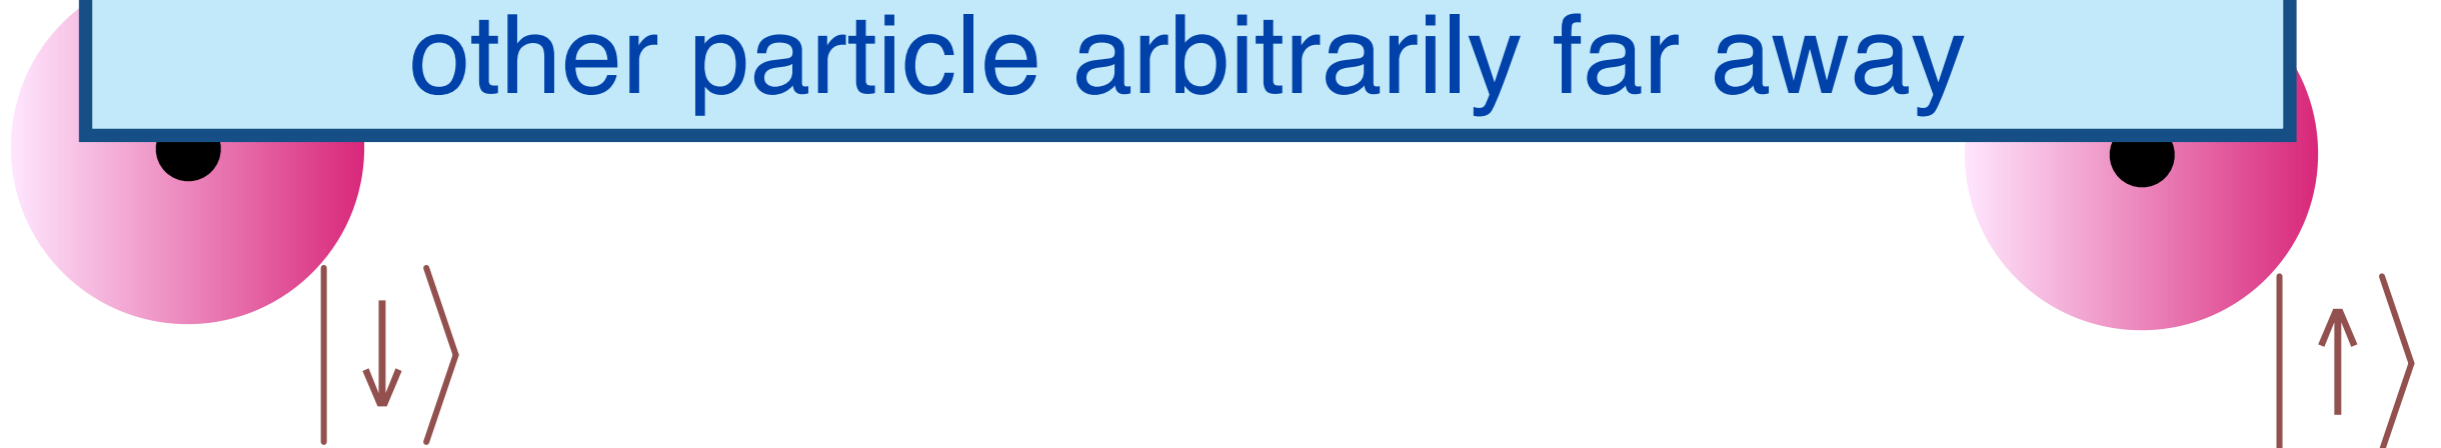 other particle arbitrarily far away
|↓⟩ |↑⟩